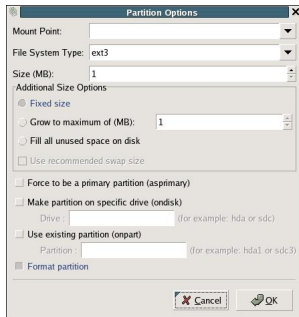 Partition Options
Mount Point:
File System Type: ext3
Size (MB): 1
Additional Size Options
Fixed size
Grow to maximum of (MB): 1
Fill all unused space on disk
Use recommended swap size
Force to be a primary partition (asprimary)
Make partition on specific drive (ondisk)
Drive : (for example: hda or sdc)
Use existing partition (onpart)
Partition : (for example: hda1 or sdc3)
Format partition
Cancel OK